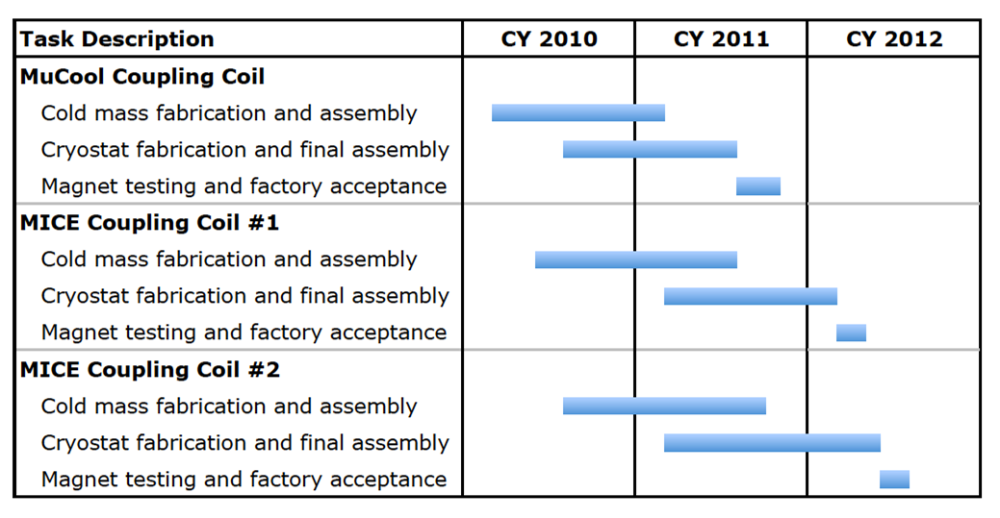 Task Description CY 2010 CY 2011 CY 2012
MuCool Coupling Coil
Cold mass fabrication and assembly
Cryostat fabrication and final assembly
Magnet testing and factory acceptance
MICE Coupling Coil #1
Cold mass fabrication and assembly
Cryostat fabrication and final assembly
Magnet testing and factory acceptance
MICE Coupling Coil #2
Cold mass fabrication and assembly
Cryostat fabrication and final assembly
Magnet testing and factory acceptance